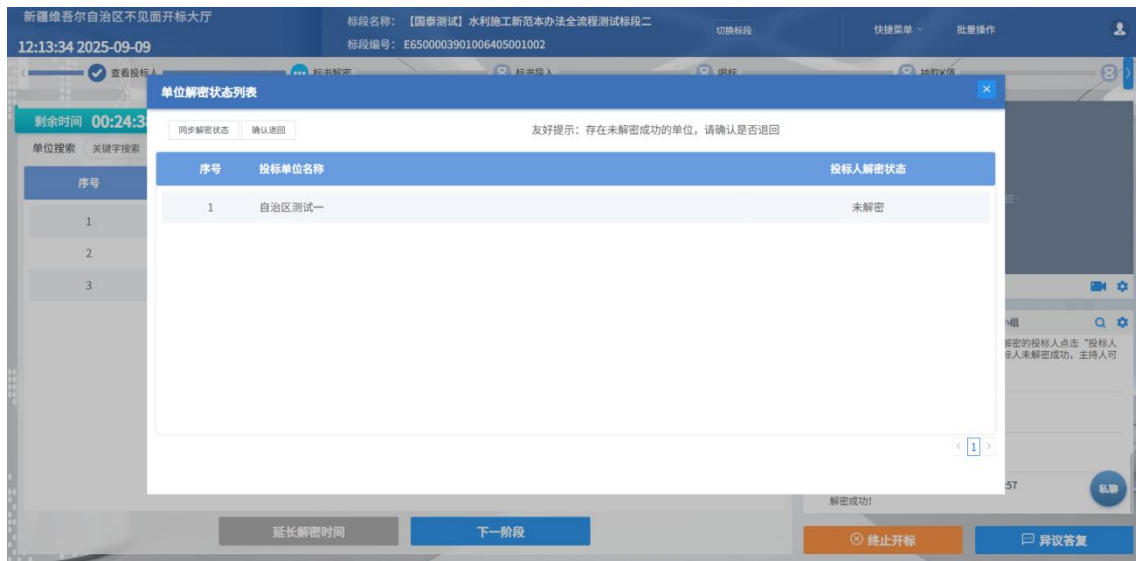 新疆维吾尔自治区不见面开标大厅
12:13:34 2025-09-09
标段名称：【国泰测试】水利施工新范本办法全流程测试标段二
标段编号：E6500003901006405001002
切换标段
快捷菜单
批量操作
查看投标人
标书解密
标书导入
唱标
抽取K值
单位解密状态列表
剩余时间 00:24:3
同步解密状态
确认退回
友好提示：存在未解密成功的单位，请确认是否退回
单位搜索 关键字搜索
序号
序号 投标单位名称 投标人解密状态
1 自治区测试一 未解密
1
2
3
小组
解密的投标人点击“投标人
标人未解密成功，主持人可
1
:57
解密成功！
私聊
延长解密时间
下一阶段
终止开标
异议答复